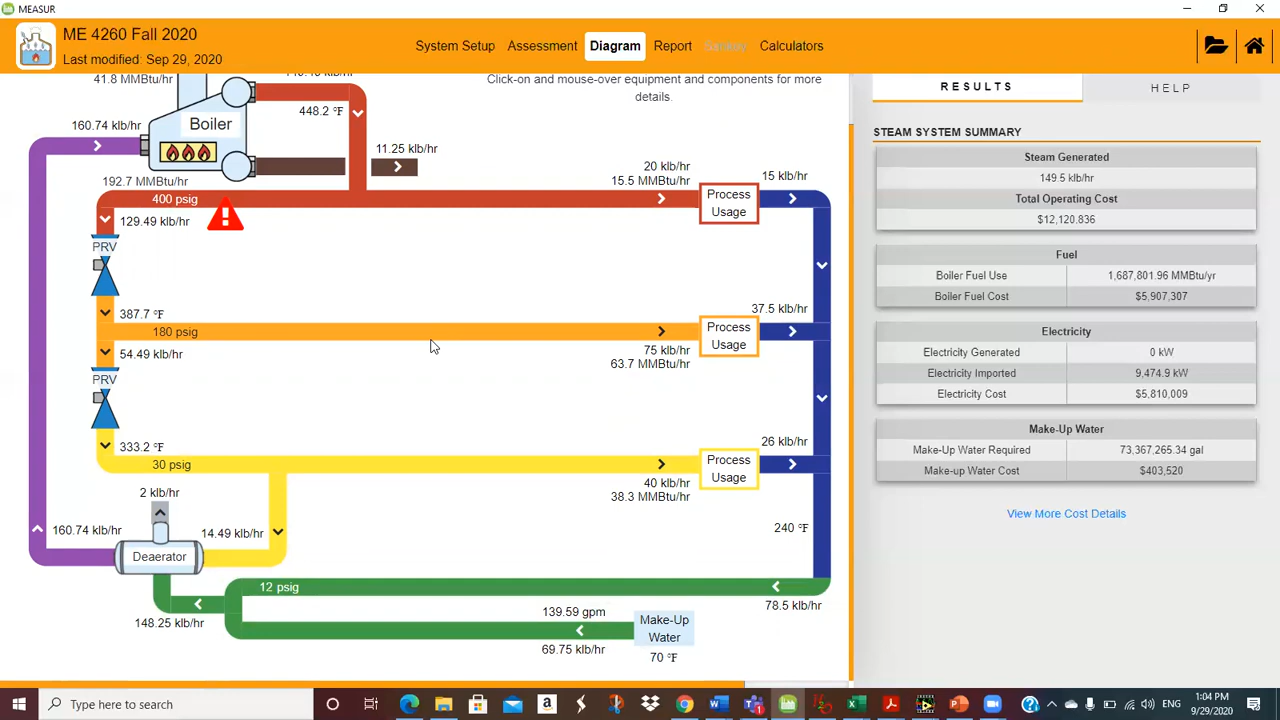 MEASUR
ME 4260 Fall 2020
Last modified: Sep 29, 2020
System Setup
Assessment
Diagram
Report
Sankey
Calculators
41.8 MMBtu/hr
Click-on and mouse-over equipment and components for more
details.
RESULTS
HELP
448.2 °F
160.74 klb/hr
Boiler
11.25 klb/hr
192.7 MMBtu/hr
20 klb/hr
15.5 MMBtu/hr
15 klb/hr
400 psig
Process
Usage
129.49 klb/hr
PRV
387.7 °F
37.5 klb/hr
180 psig
Process
Usage
54.49 klb/hr
75 klb/hr
63.7 MMBtu/hr
PRV
333.2 °F
26 klb/hr
30 psig
Process
Usage
40 klb/hr
38.3 MMBtu/hr
2 klb/hr
160.74 klb/hr
14.49 klb/hr
240 °F
Deaerator
12 psig
78.5 klb/hr
148.25 klb/hr
139.59 gpm
Make-Up
Water
69.75 klb/hr
70 °F
STEAM SYSTEM SUMMARY
Steam Generated
149.5 klb/hr
Total Operating Cost
$12,120,836
Fuel
Boiler Fuel Use 1,687,801.96 MMBtu/yr
Boiler Fuel Cost $5,907,307
Electricity
Electricity Generated 0 kW
Electricity Imported 9,474.9 kW
Electricity Cost $5,810,009
Make-Up Water
Make-Up Water Required 73,367,265.34 gal
Make-up Water Cost $403,520
View More Cost Details
Type here to search
1:04 PM
9/29/2020